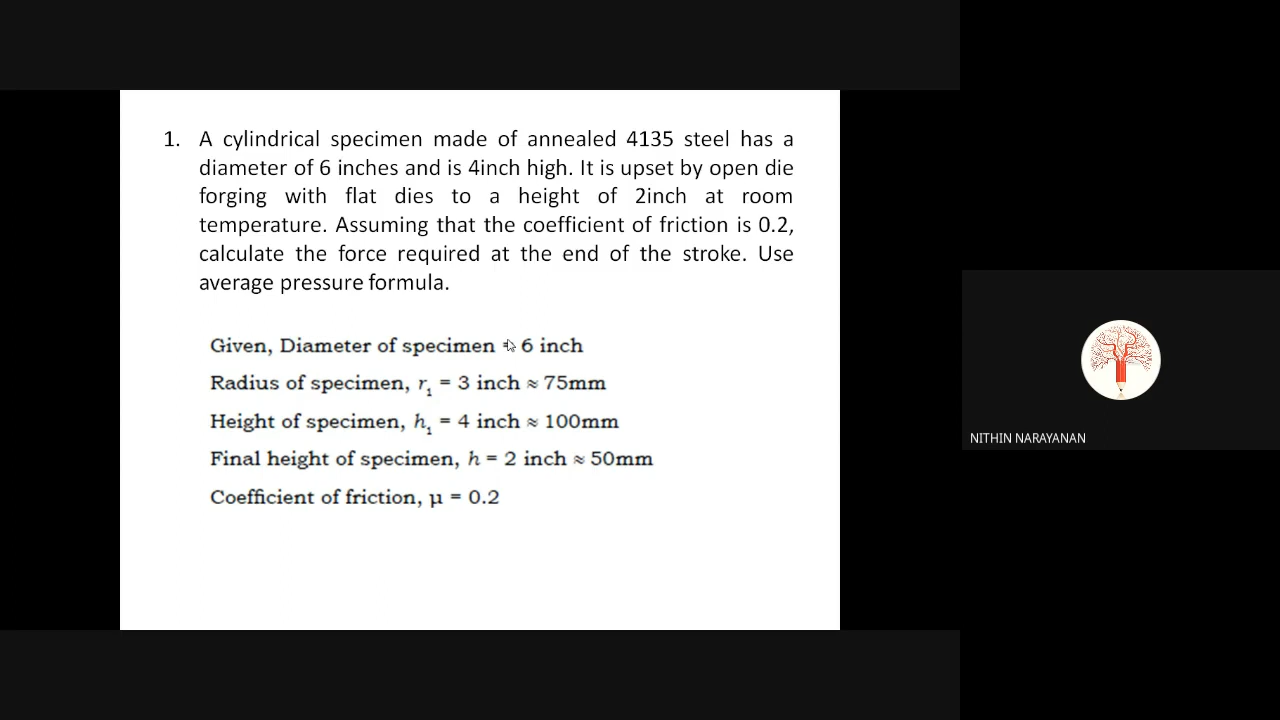 1. A cylindrical specimen made of annealed 4135 steel has a
diameter of 6 inches and is 4inch high. It is upset by open die
forging with flat dies to a height of 2inch at room
temperature. Assuming that the coefficient of friction is 0.2,
calculate the force required at the end of the stroke. Use
average pressure formula.
Given, Diameter of specimen = 6 inch
Radius of specimen, r₁ = 3 inch ≈ 75mm
Height of specimen, h₁ = 4 inch ≈ 100mm
Final height of specimen, h = 2 inch ≈ 50mm
Coefficient of friction, μ = 0.2
NITHIN NARAYANAN